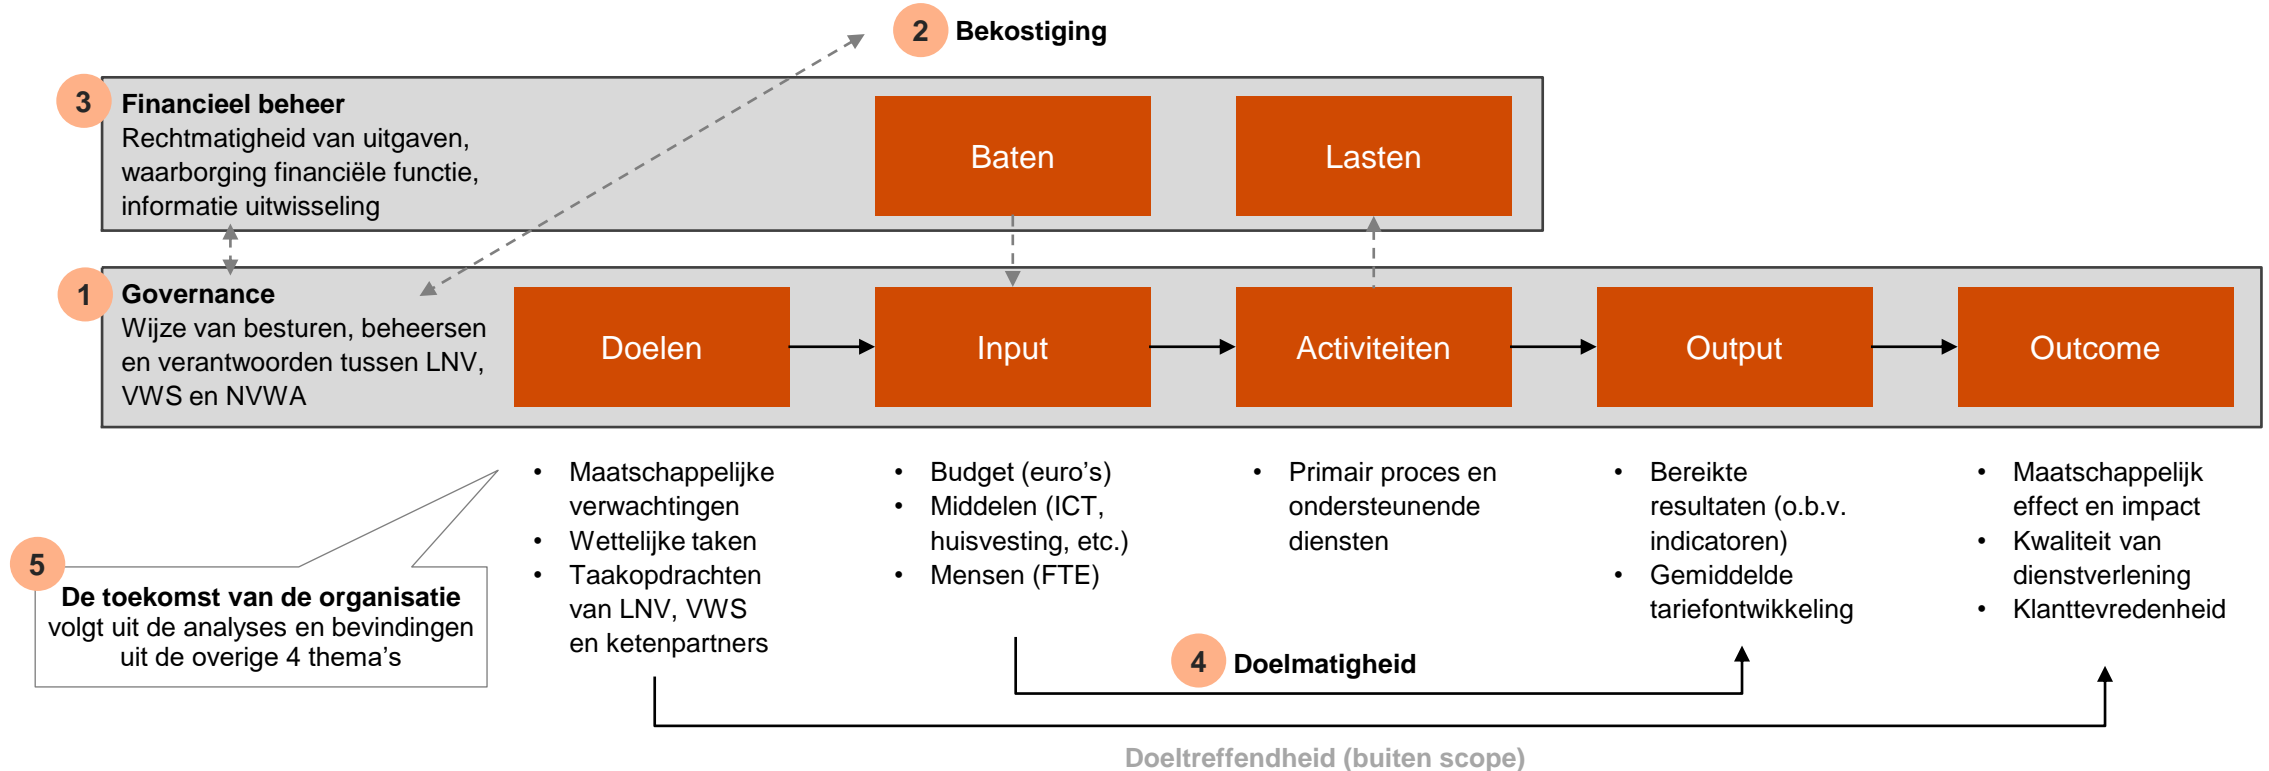 2 Bekostiging
3 Financieel beheer
Rechtmatigheid van uitgaven,
waarborging financiële functie,
informatie uitwisseling
Baten
Lasten
1 Governance
Wijze van besturen, beheersen
en verantwoorden tussen LNV,
VWS en NVWA
Doelen
Input
Activiteiten
Output
Outcome
• Maatschappelijke
verwachtingen
• Wettelijke taken
• Taakopdrachten
van LNV, VWS
en ketenpartners
• Budget (euro's)
• Middelen (ICT,
huisvesting, etc.)
• Mensen (FTE)
• Primair proces en
ondersteunende
diensten
• Bereikte
resultaten (o.b.v.
indicatoren)
• Gemiddelde
tariefontwikkeling
• Maatschappelijk
effect en impact
• Kwaliteit van
dienstverlening
• Klanttevredenheid
5
De toekomst van de organisatie
volgt uit de analyses en bevindingen
uit de overige 4 thema's
4 Doelmatigheid
Doeltreffendheid (buiten scope)